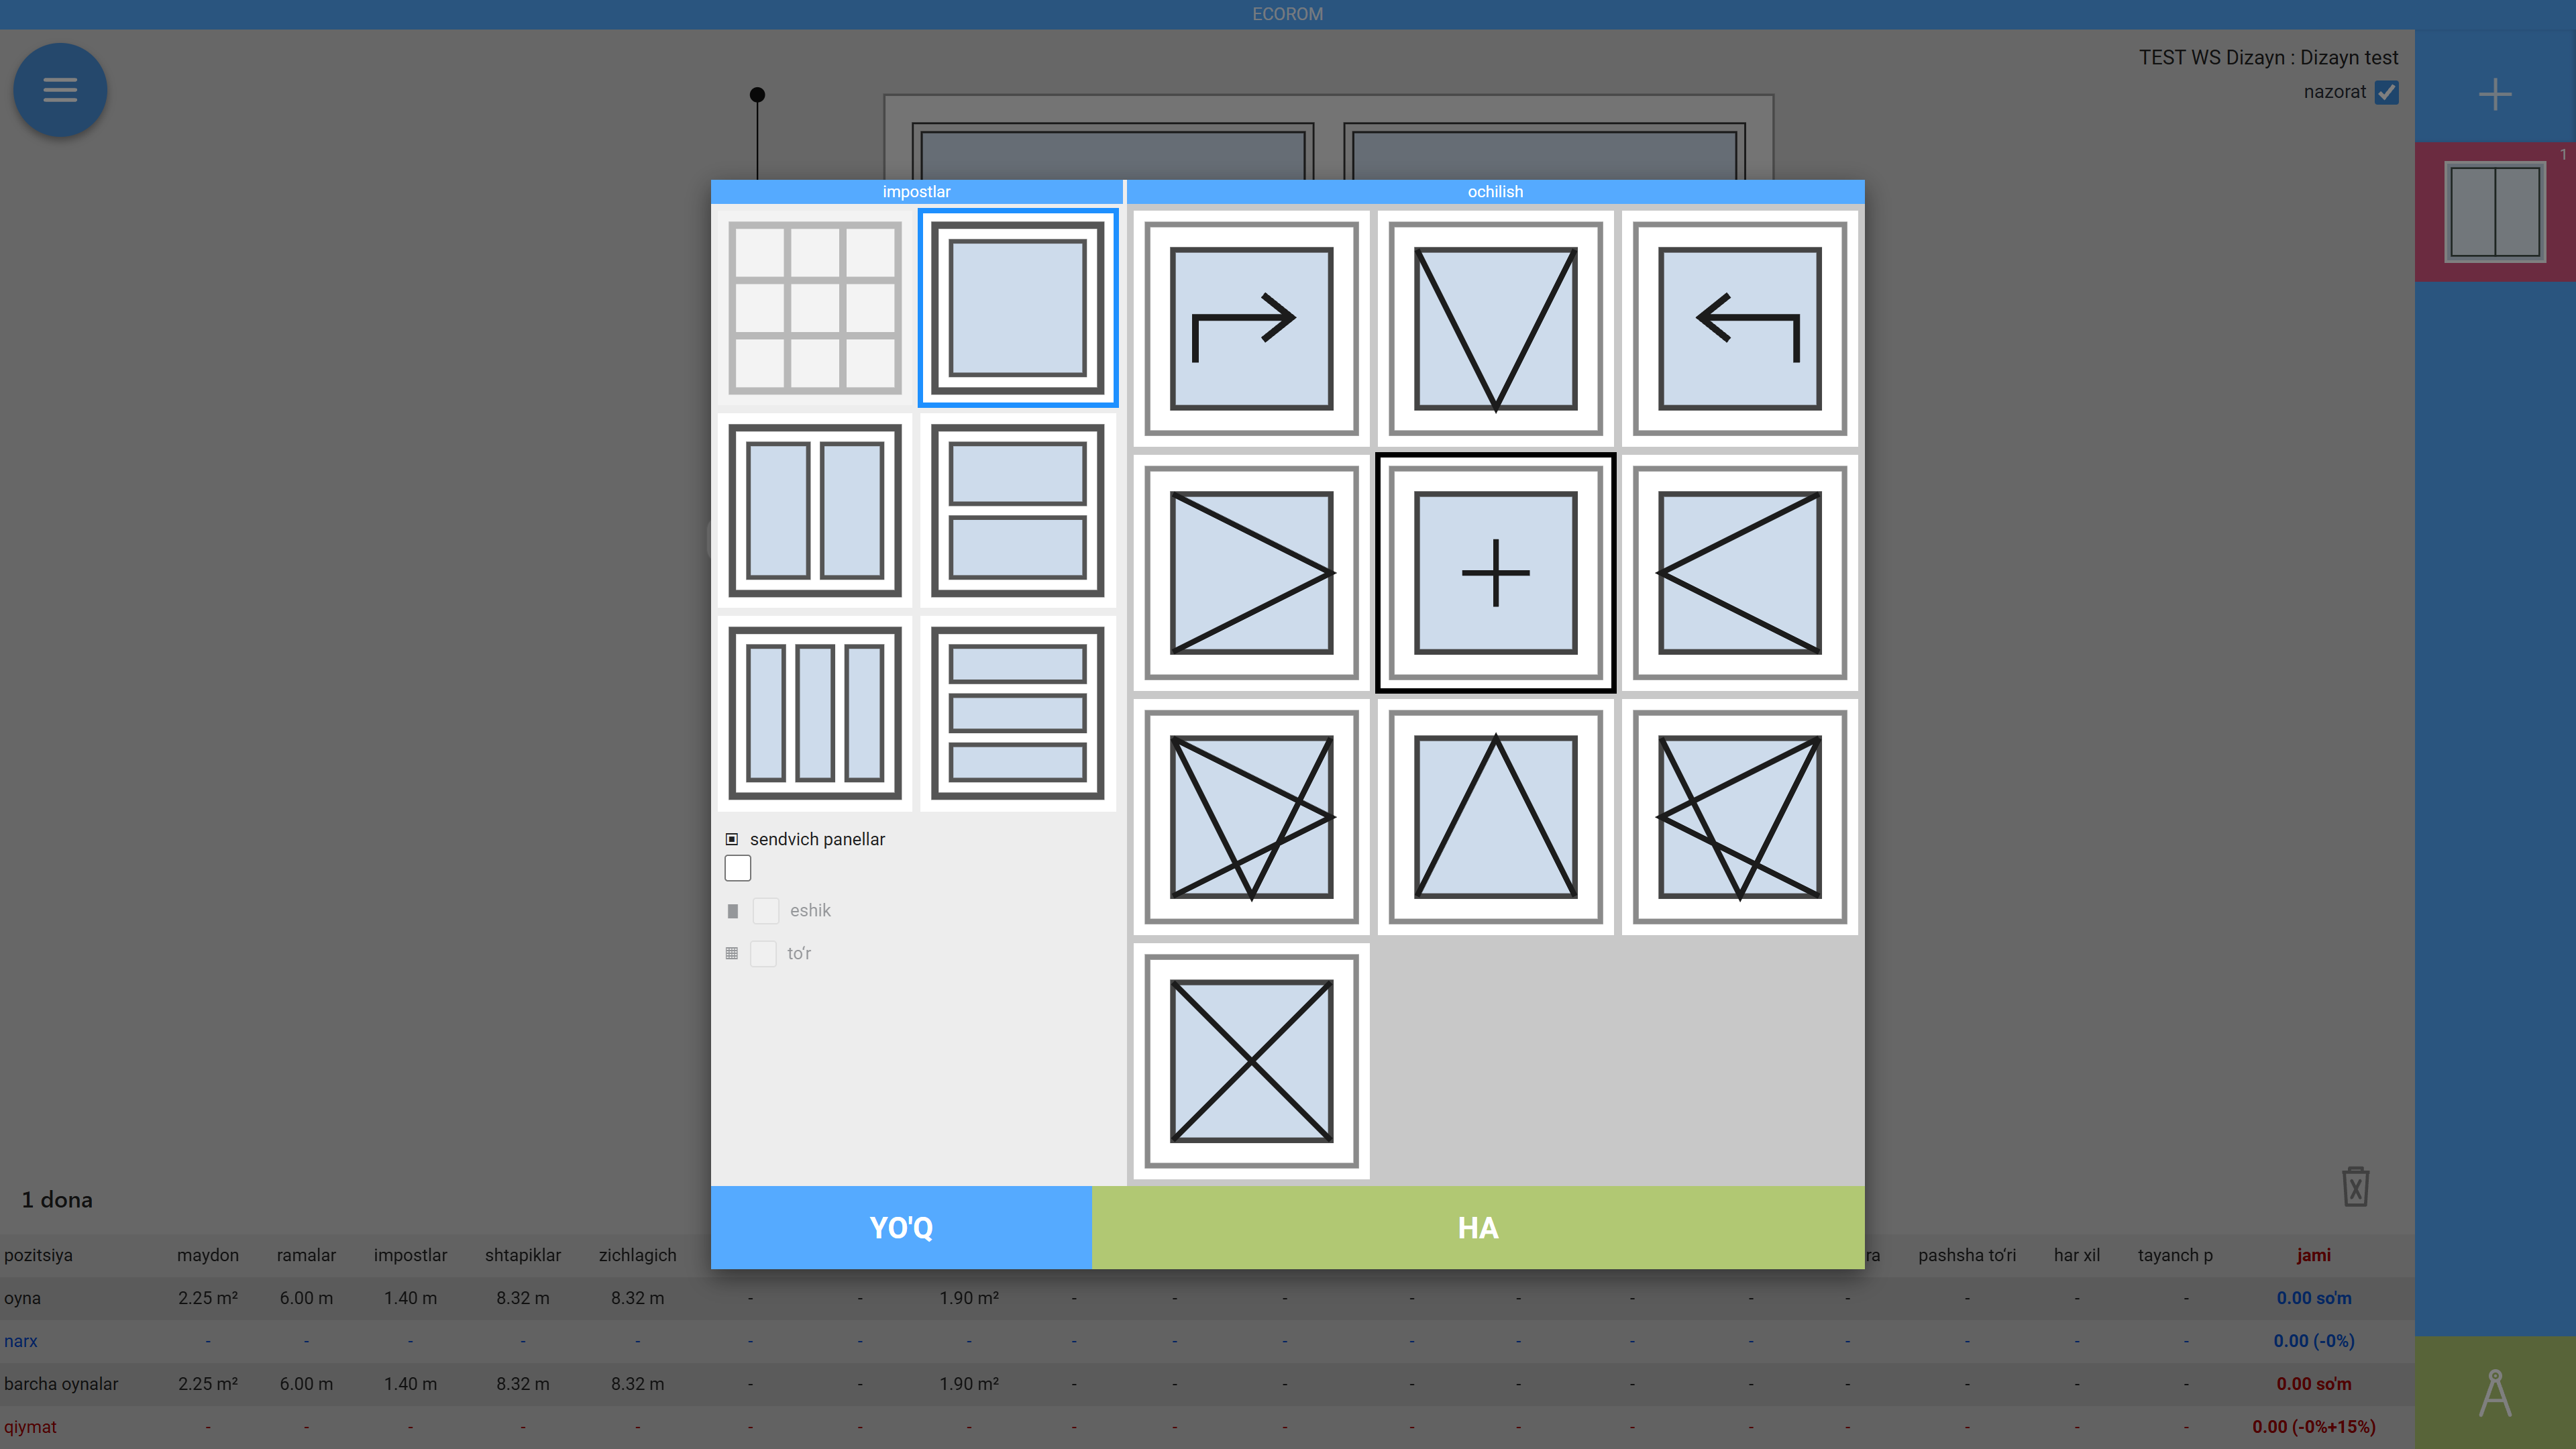 ECOROM
TEST WS Dizayn : Dizayn test
nazorat
1
impostlar
ochilish
sendvich panellar
eshik
to‘r
YO'Q
HA
1 dona
pozitsiya maydon ramalar impostlar shtapiklar zichlagich ra pashsha to‘ri har xil tayanch p jami
oyna 2.25 m² 6.00 m 1.40 m 8.32 m 8.32 m - - 1.90 m² - - - - - - - - - - - 0.00 so'm
narx - - - - - - - - - - - - - - - - - - - 0.00 (-0%)
barcha oynalar 2.25 m² 6.00 m 1.40 m 8.32 m 8.32 m - - 1.90 m² - - - - - - - - - - - 0.00 so'm
qiymat - - - - - - - - - - - - - - - - - - - 0.00 (-0%+15%)